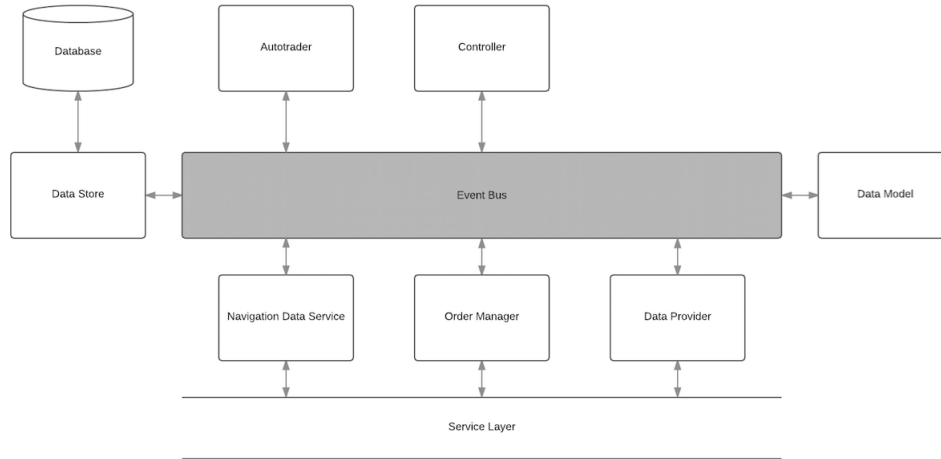 Database
Autotrader
Controller
Data Store
Event Bus
Data Model
Navigation Data Service
Order Manager
Data Provider
Service Layer